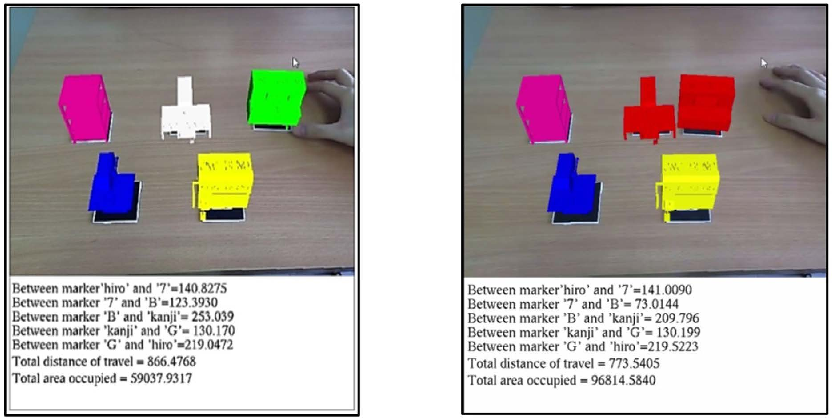 Between marker'hiro' and '7'=140.8275
Between marker '7' and 'B'=123.3930
Between marker 'B' and 'kanji'= 253.039
Between marker 'kanji' and 'G'= 130.170
Between marker 'G' and 'hiro'=219.0472
Total distance of travel = 866.4768
Total area occupied = 59037.9317
Between marker'hiro' and '7'=141.0090
Between marker '7' and 'B'= 73.0144
Between marker 'B' and 'kanji'= 209.796
Between marker 'kanji' and 'G'= 130.199
Between marker 'G' and 'hiro'=219.5223
Total distance of travel = 773.5405
Total area occupied = 96814.5840